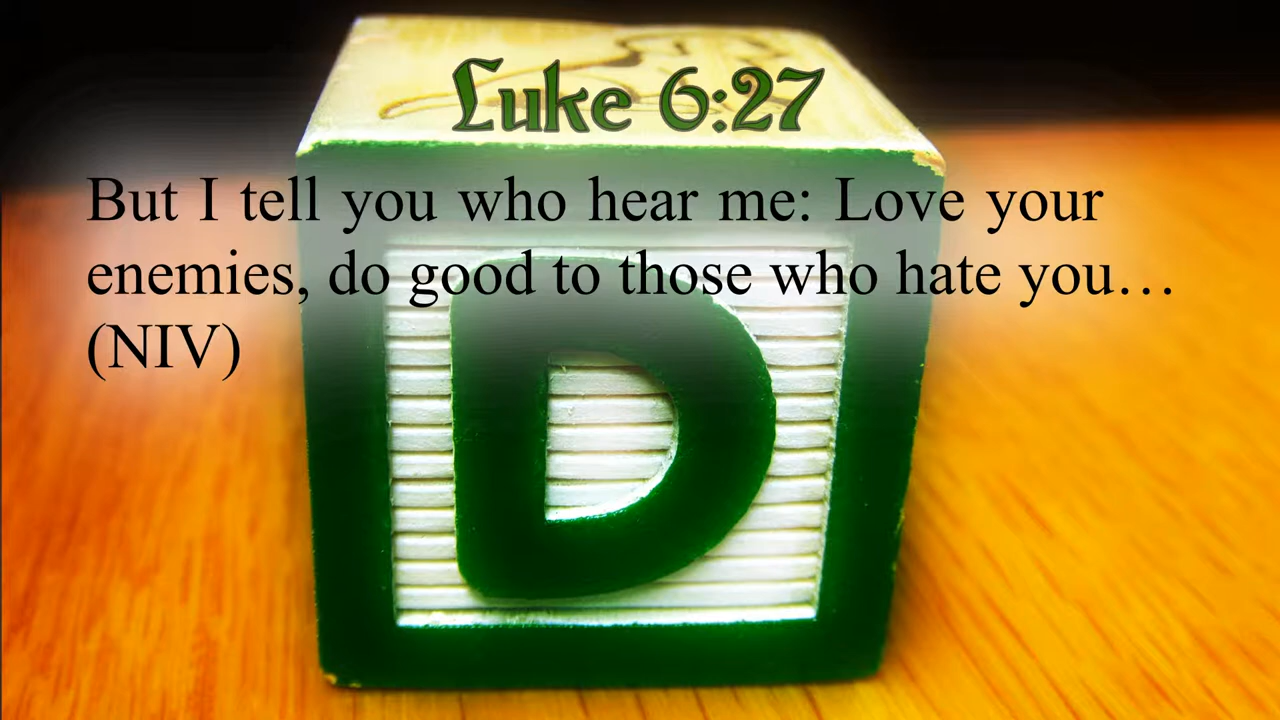 Luke 6:27
But I tell you who hear me: Love your
enemies, do good to those who hate you…
(NIV)
D